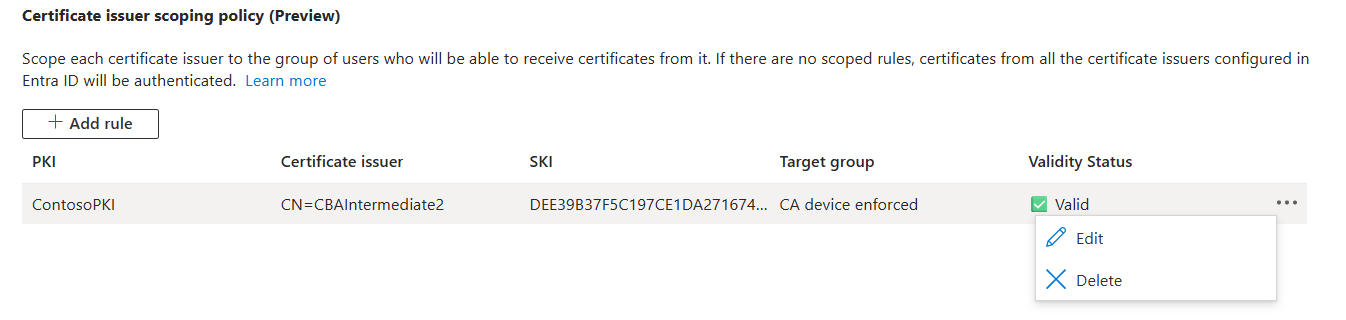 Certificate issuer scoping policy (Preview)
Scope each certificate issuer to the group of users who will be able to receive certificates from it. If there are no scoped rules, certificates from all the certificate issuers configured in
Entra ID will be authenticated. Learn more
+ Add rule
PKI Certificate issuer SKI Target group Validity Status
ContosoPKI CN=CBAIntermediate2 DEE39B37F5C197CE1DA271674... CA device enforced Valid ...
Edit
Delete